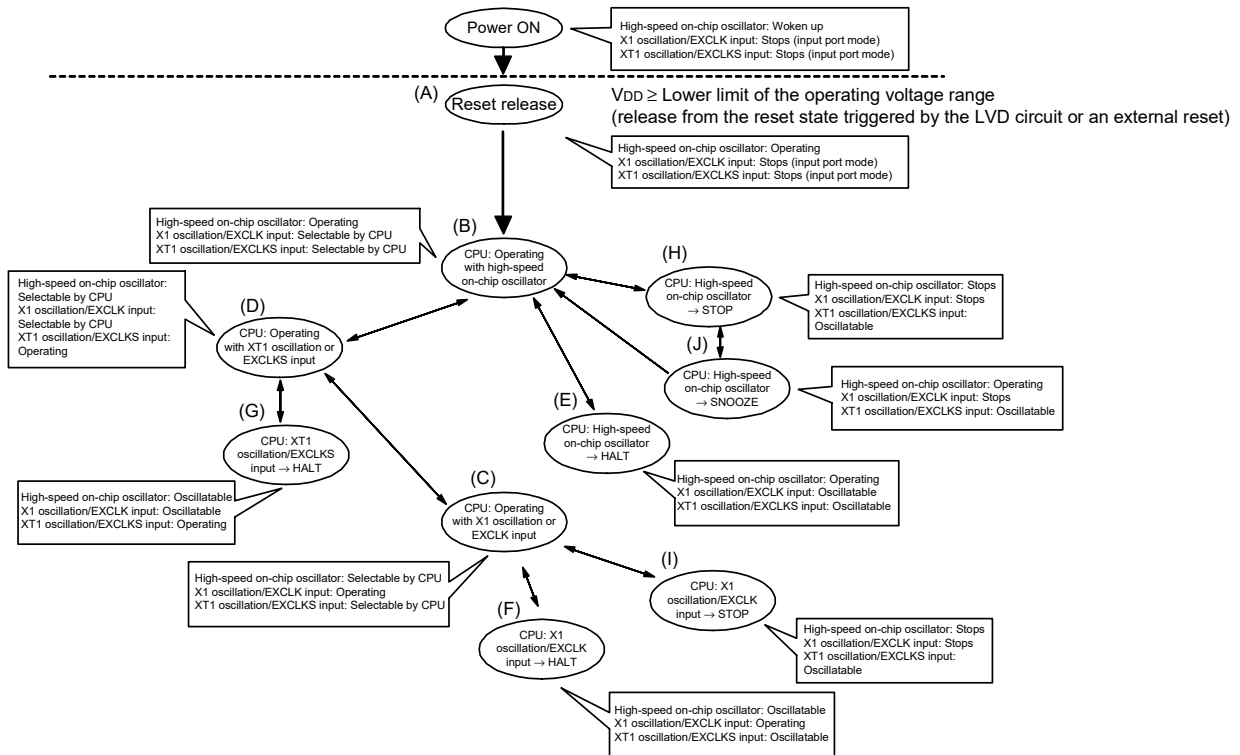 Power ON
High-speed on-chip oscillator: Woken up
X1 oscillation/EXCLK input: Stops (input port mode)
XT1 oscillation/EXCLKS input: Stops (input port mode)
(A)
Reset release
VDD ≥ Lower limit of the operating voltage range
(release from the reset state triggered by the LVD circuit or an external reset)
High-speed on-chip oscillator: Operating
X1 oscillation/EXCLK input: Stops (input port mode)
XT1 oscillation/EXCLKS input: Stops (input port mode)
High-speed on-chip oscillator: Operating
X1 oscillation/EXCLK input: Selectable by CPU
XT1 oscillation/EXCLKS input: Selectable by CPU
(B)
CPU: Operating
with high-speed
on-chip oscillator
(H)
CPU: High-speed
on-chip oscillator
→ STOP
High-speed on-chip oscillator: Stops
X1 oscillation/EXCLK input: Stops
XT1 oscillation/EXCLKS input:
Oscillatable
High-speed on-chip oscillator:
Selectable by CPU
X1 oscillation/EXCLK input:
Selectable by CPU
XT1 oscillation/EXCLKS input:
Operating
(D)
CPU: Operating
with XT1 oscillation or
EXCLKS input
(J)
CPU: High-speed
on-chip oscillator
→ SNOOZE
High-speed on-chip oscillator: Operating
X1 oscillation/EXCLK input: Stops
XT1 oscillation/EXCLKS input: Oscillatable
(G)
CPU: XT1
oscillation/EXCLKS
input → HALT
(E)
CPU: High-speed
on-chip oscillator
→ HALT
High-speed on-chip oscillator: Operating
X1 oscillation/EXCLK input: Oscillatable
XT1 oscillation/EXCLKS input: Oscillatable
High-speed on-chip oscillator: Oscillatable
X1 oscillation/EXCLK input: Oscillatable
XT1 oscillation/EXCLKS input: Operating
(C)
CPU: Operating
with X1 oscillation or
EXCLK input
High-speed on-chip oscillator: Selectable by CPU
X1 oscillation/EXCLK input: Operating
XT1 oscillation/EXCLKS input: Selectable by CPU
(I)
CPU: X1
oscillation/EXCLK
input → STOP
High-speed on-chip oscillator: Stops
X1 oscillation/EXCLK input: Stops
XT1 oscillation/EXCLKS input:
Oscillatable
(F)
CPU: X1
oscillation/EXCLK
input → HALT
High-speed on-chip oscillator: Oscillatable
X1 oscillation/EXCLK input: Operating
XT1 oscillation/EXCLKS input: Oscillatable